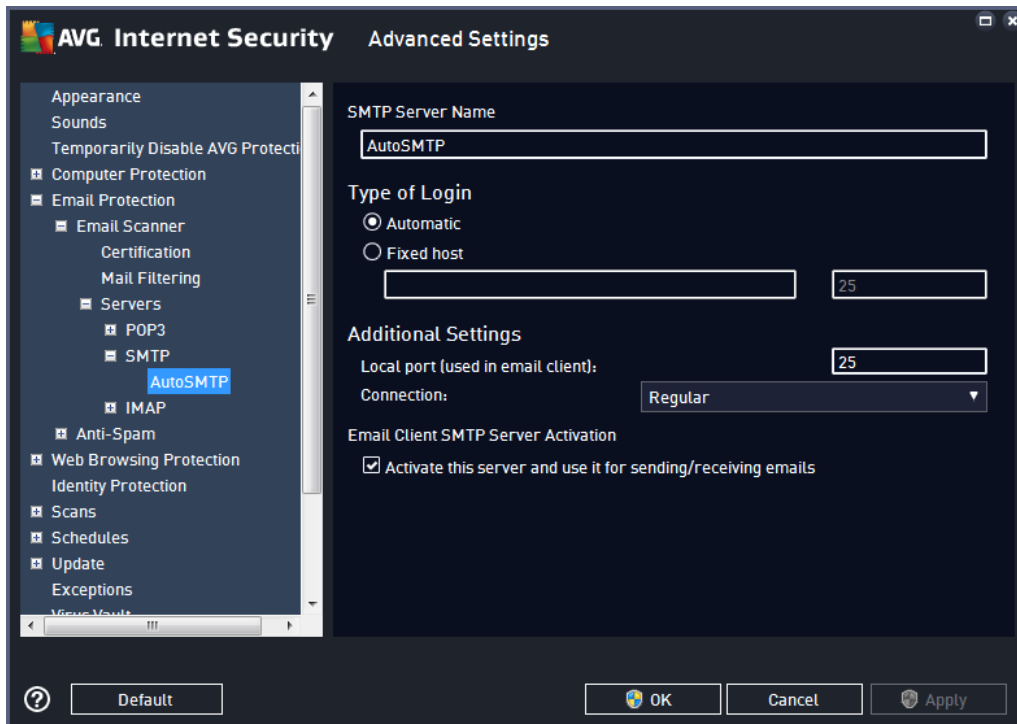 AVG. Internet Security Advanced Settings
Appearance
Sounds
Temporarily Disable AVG Protecti
Computer Protection
Email Protection
Email Scanner
Certification
Mail Filtering
Servers
POP3
SMTP
AutoSMTP
IMAP
Anti-Spam
Web Browsing Protection
Identity Protection
Scans
Schedules
Update
Exceptions
Virus Vault
SMTP Server Name
AutoSMTP
Type of Login
Automatic
Fixed host
25
Additional Settings
Local port (used in email client):
25
Connection:
Regular
Email Client SMTP Server Activation
Activate this server and use it for sending/receiving emails
? Default OK Cancel Apply